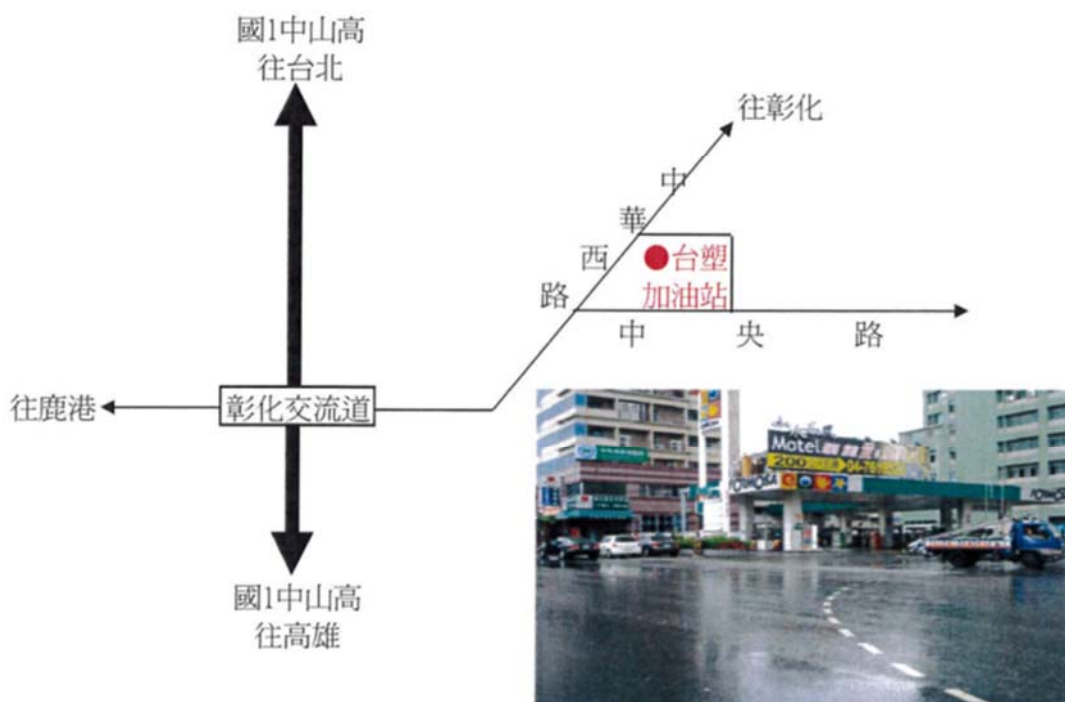 國1中山高
往台北
往彰化
中
華
西
路
●台塑
加油站
中 央 路
往鹿港
彰化交流道
國1中山高
往高雄
Motel
200
04-76
FORMOSA